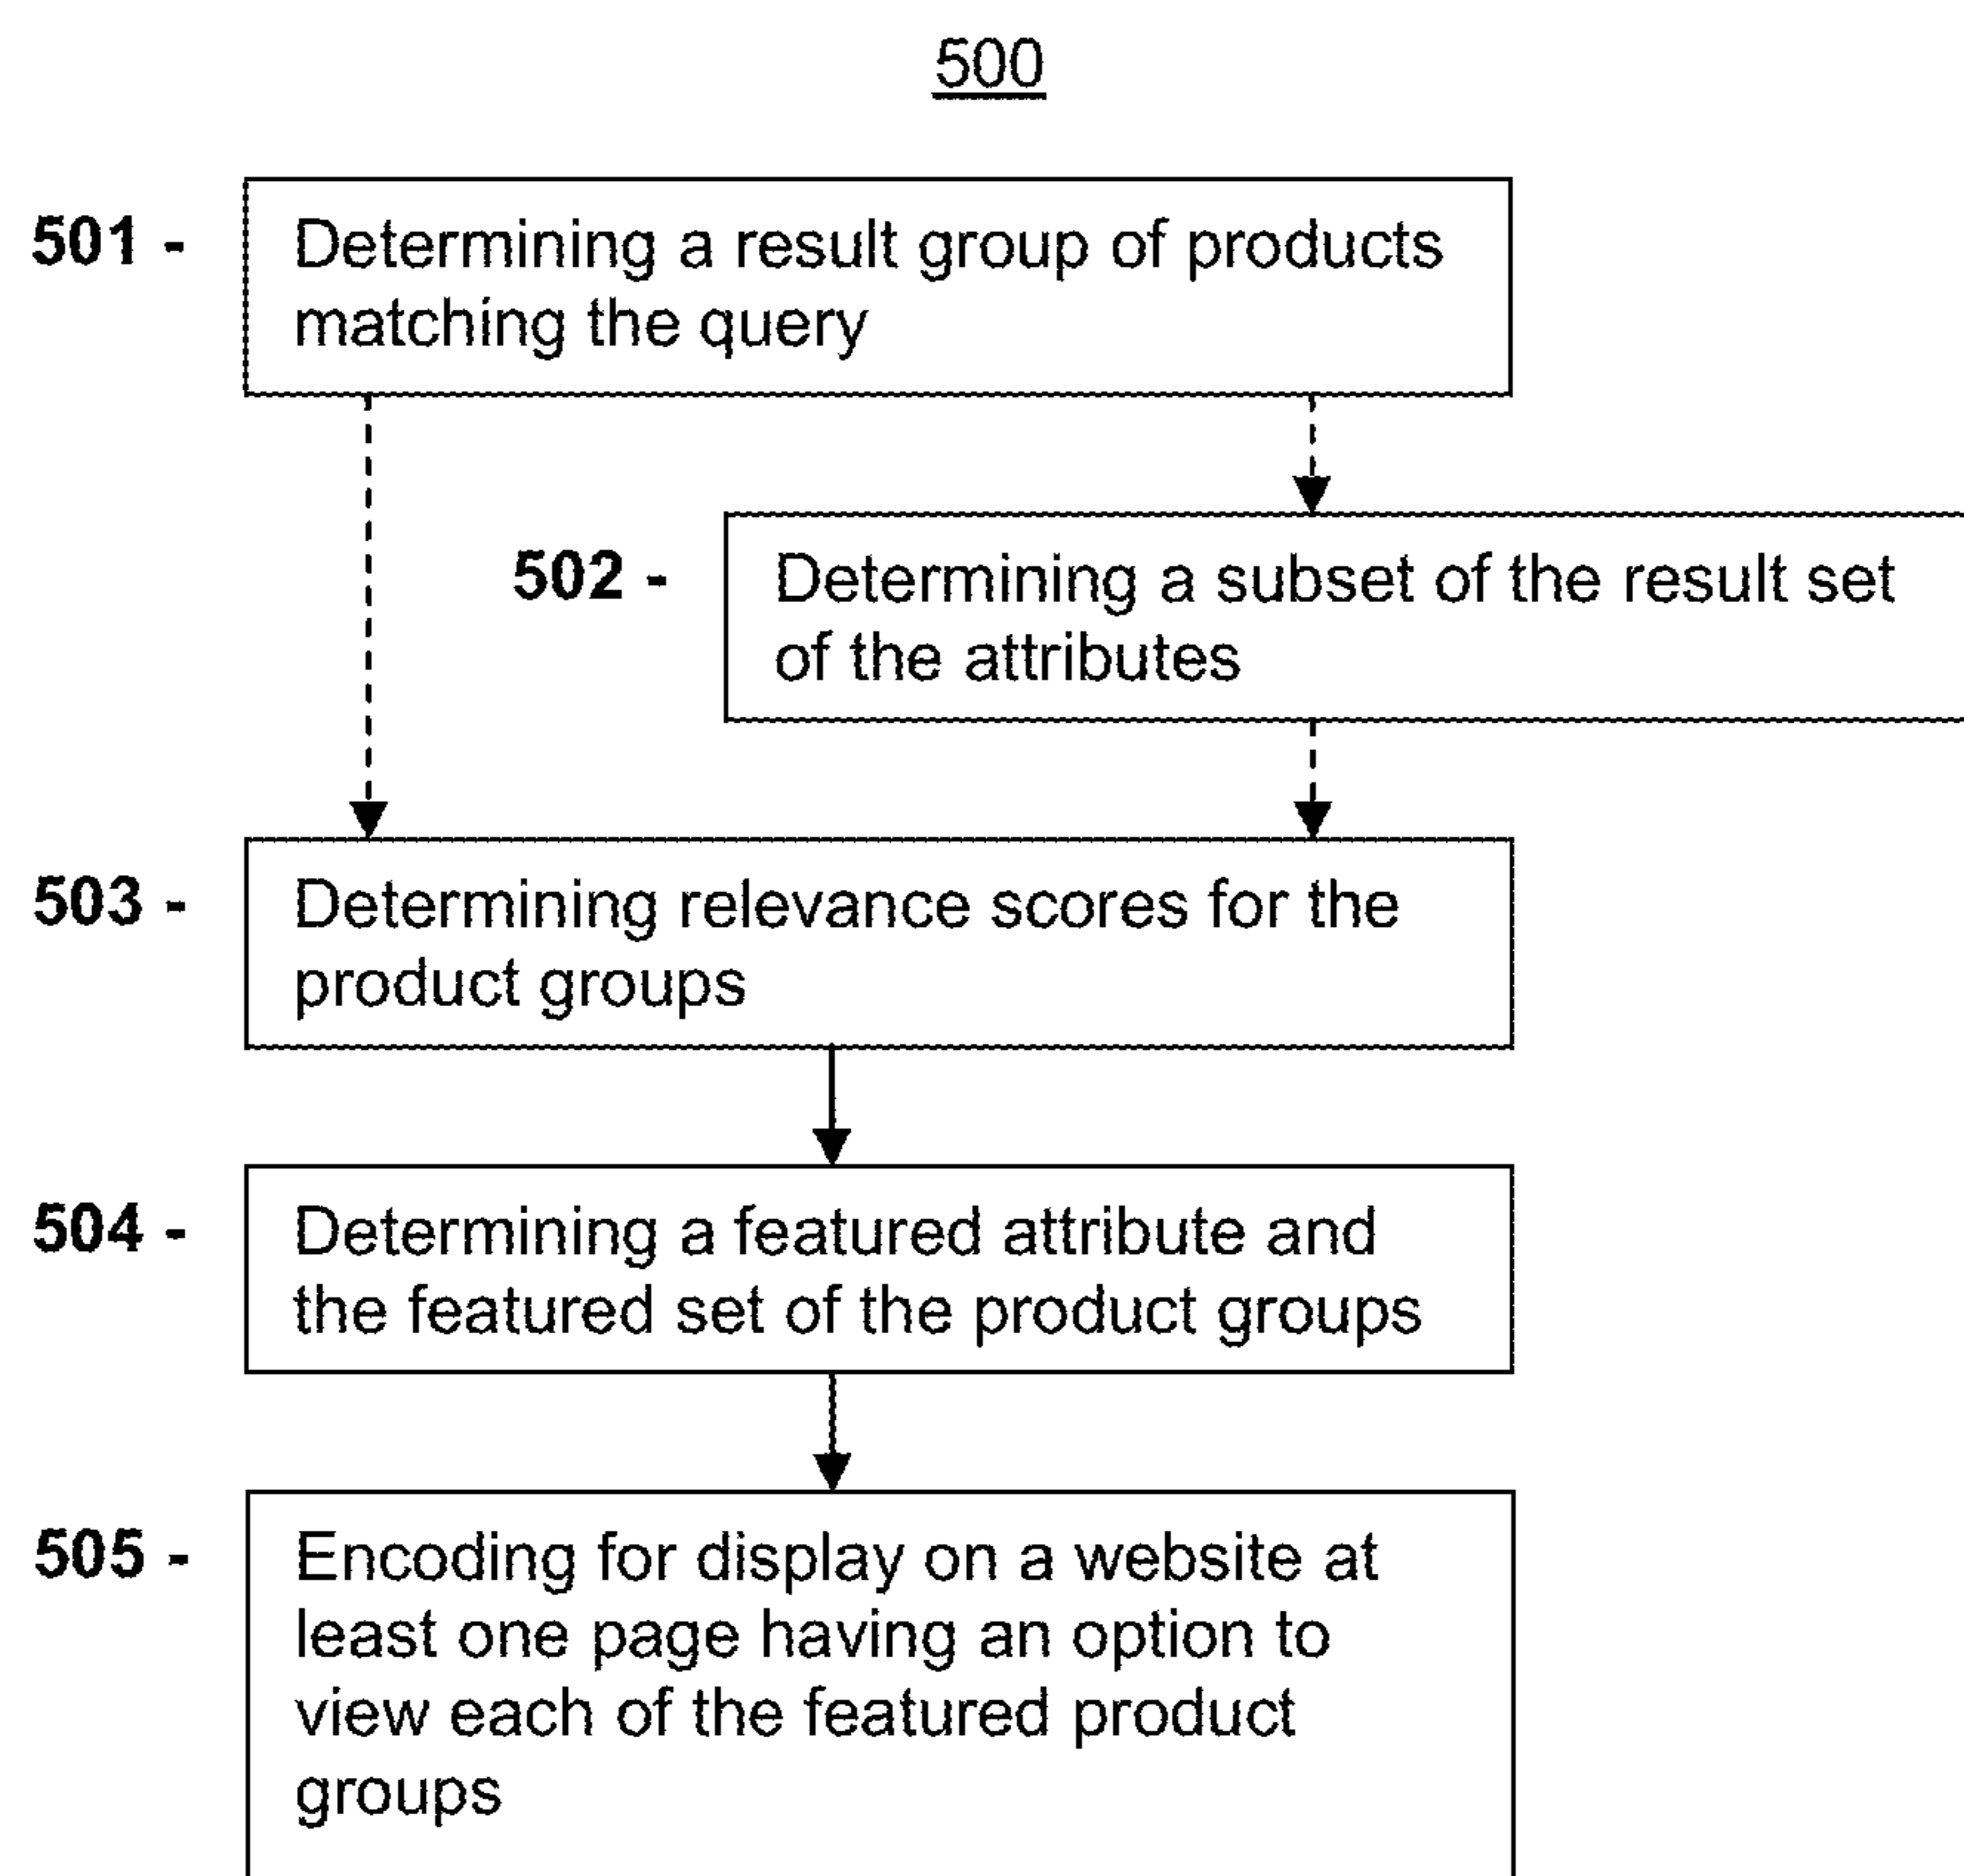 500
501 - Determining a result group of products
matching the query
502 - Determining a subset of the result set
of the attributes
503 - Determining relevance scores for the
product groups
504 - Determining a featured attribute and
the featured set of the product groups
505 - Encoding for display on a website at
least one page having an option to
view each of the featured product
groups